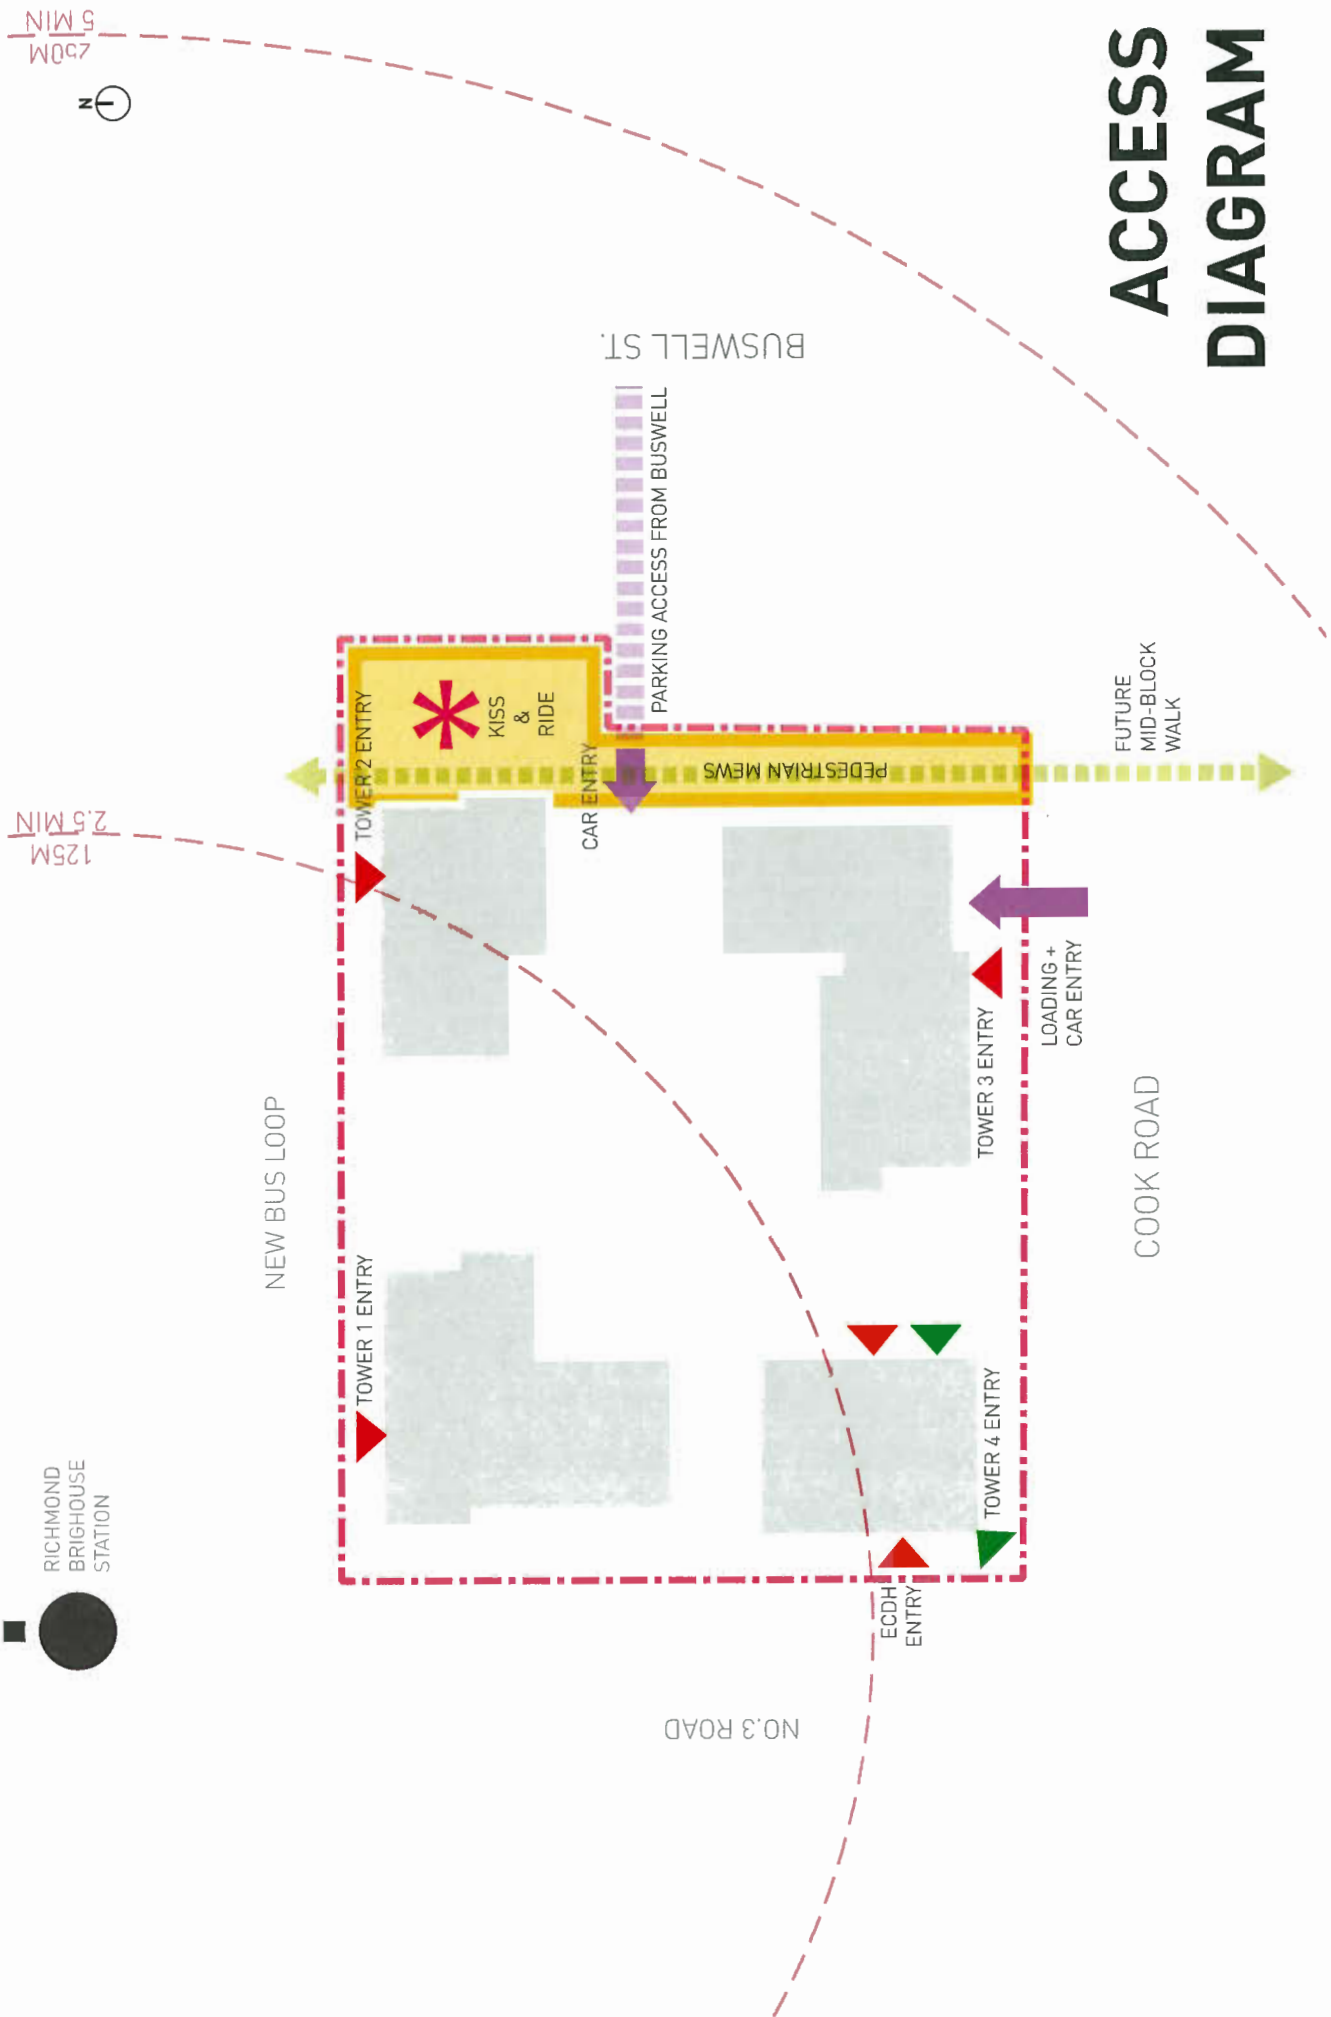 RICHMOND
BRIGHOUSE
STATION
125M
2.5 MIN
250M
5 MIN
N
NEW BUS LOOP
TOWER 1 ENTRY
TOWER 2 ENTRY
KISS
&
RIDE
CAR ENTRY
PARKING ACCESS FROM BUSWELL
BUSWELL ST.
NO.3 ROAD
PEDESTRIAN MEWS
ECDH
ENTRY
TOWER 4 ENTRY
TOWER 3 ENTRY
LOADING +
CAR ENTRY
FUTURE
MID-BLOCK
WALK
COOK ROAD
ACCESS
DIAGRAM